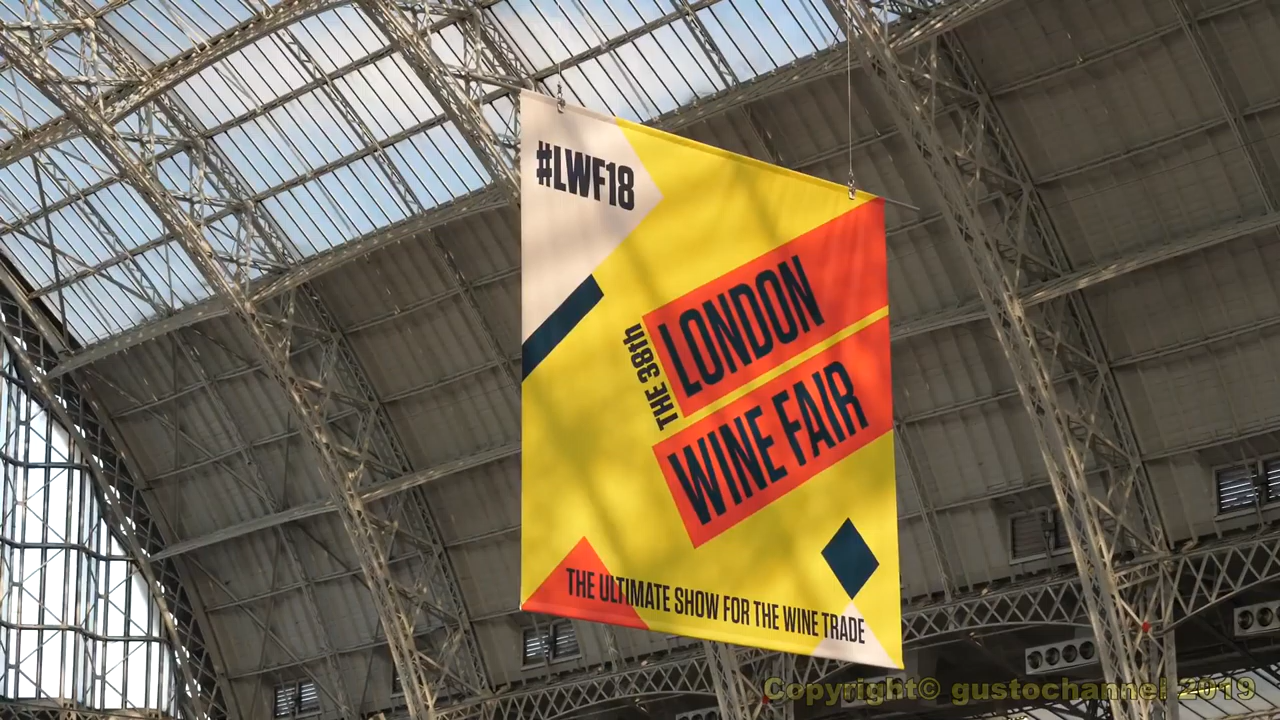 #LWF18
THE 38th
LONDON
WINE FAIR
THE ULTIMATE SHOW FOR THE WINE TRADE
Copyright© gustochannel 2019